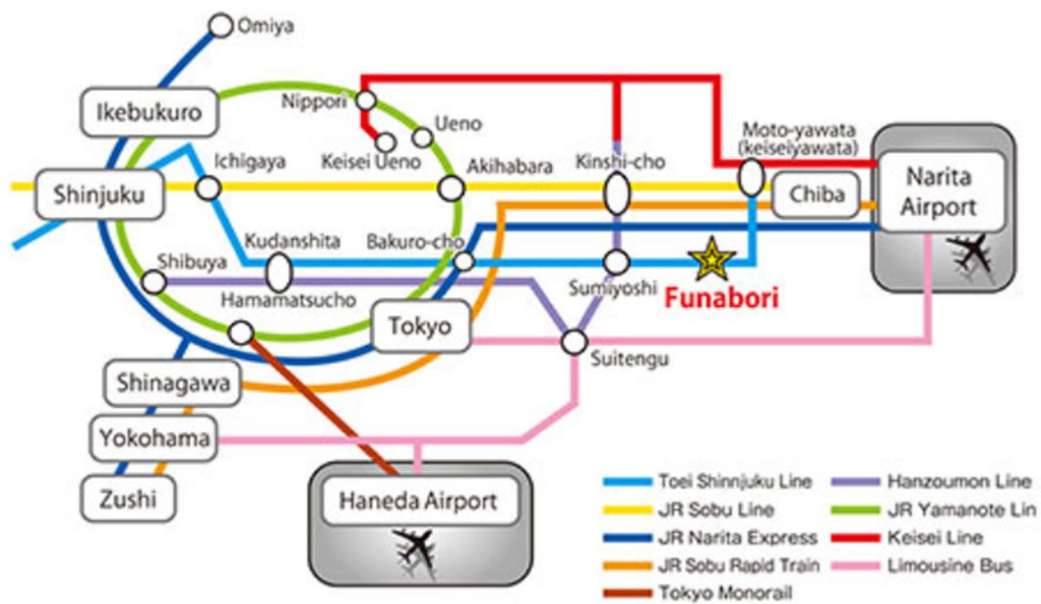 Omiya
Ikebukuro
Nippori
Ueno
Keisei Ueno
Moto-yawata
(keiseiyawata)
Ichigaya
Akihabara
Kinshi-cho
Shinjuku
Chiba
Narita
Airport
Kudanshita
Bakuro-cho
Shibuya
Hamamatsucho
Sumiyoshi
Funabori
Tokyo
Suitengu
Shinagawa
Yokohama
Zushi
Haneda Airport
Toei Shinnjuku Line
JR Sobu Line
JR Narita Express
JR Sobu Rapid Train
Tokyo Monorail
Hanzoumon Line
JR Yamanote Lin
Keisei Line
Limousine Bus